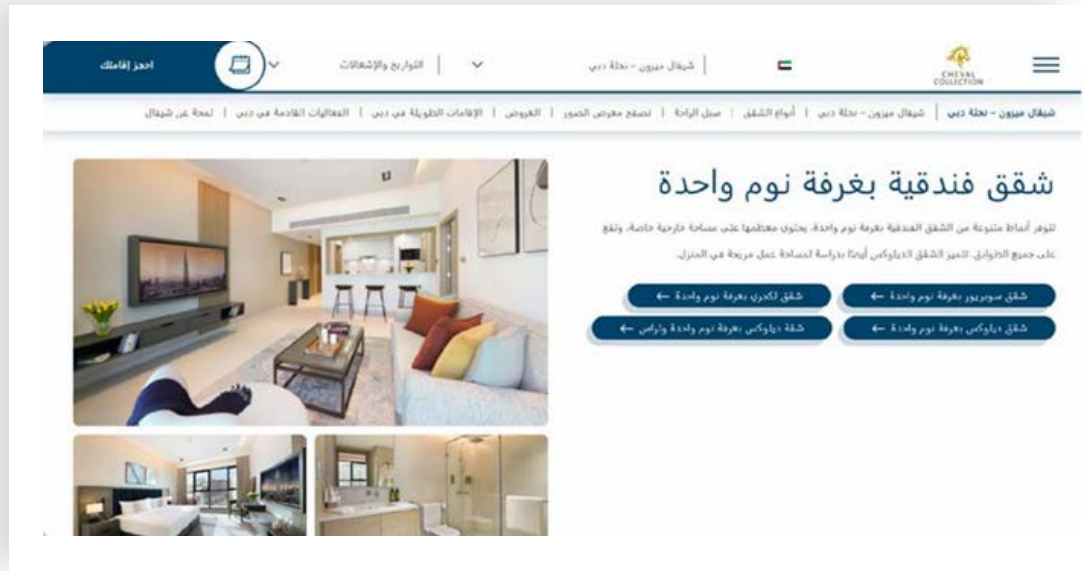 CHEVAL
COLLECTION
شيفال ميزون – نخلة دبي
التواريخ والإشغالات
احجز إقامتك
شيفال ميزون – نخلة دبي | شيفال ميزون – نخلة دبي | أنواع الشقق | سبل الراحة | تصفح معرض الصور | العروض | الإقامات الطويلة في دبي | الفعاليات القادمة في دبي | لمحة عن شيفال
شقق فندقية بغرفة نوم واحدة
تتوفر أنماط متنوعة من الشقق الفندقية بغرفة نوم واحدة، يحتوي معظمها على مساحة خارجية خاصة، وتقع
على جميع الطوابق. تتميز الشقق الديلوكس أيضًا بدراسة لمساحة عمل مريحة في المنزل.
شقق سوبريور بغرفة نوم واحدة ←
شقق لكجري بغرفة نوم واحدة ←
شقق ديلوكس بغرفة نوم واحدة ←
شقة ديلوكس بغرفة نوم واحدة وتراس ←